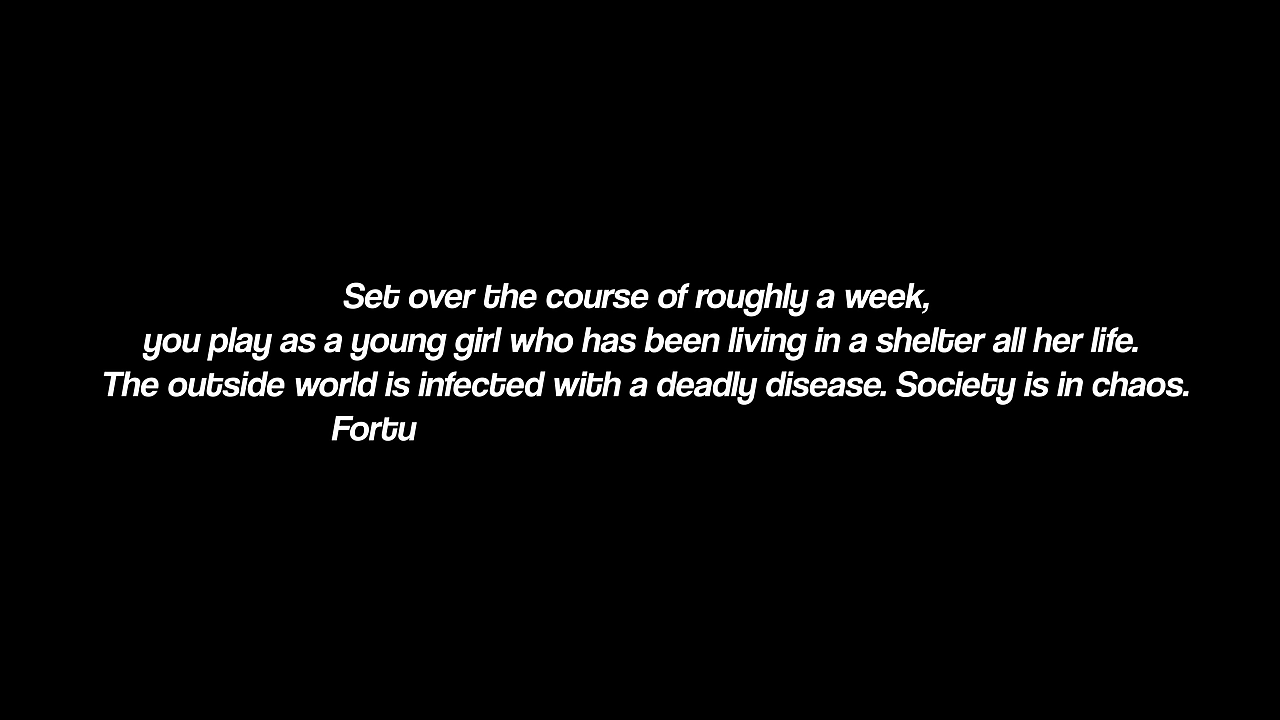 Set over the course of roughly a week,
you play as a young girl who has been living in a shelter all her life.
The outside world is infected with a deadly disease. Society is in chaos.
Fortu